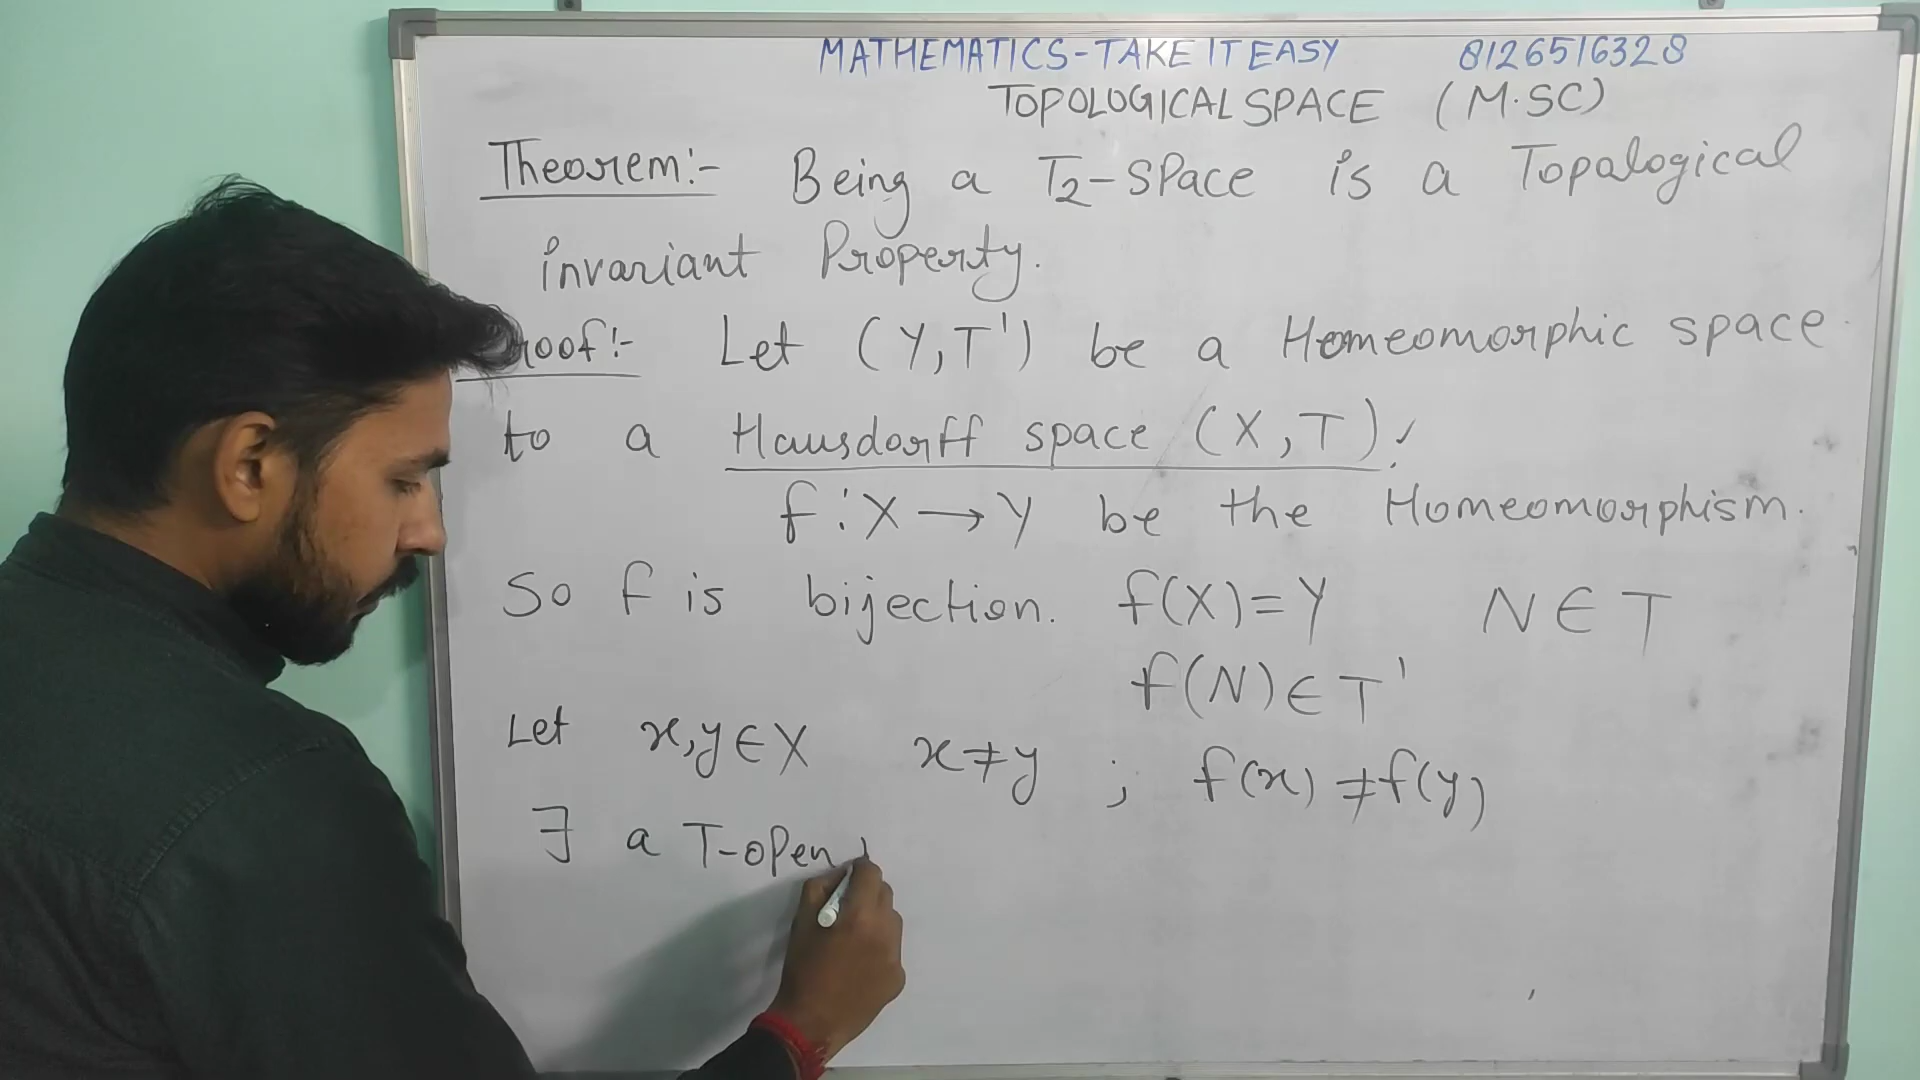 MATHEMATICS-TAKE IT EASY 8126516328
TOPOLOGICAL SPACE (M.SC)
Theorem:- Being a T₂-SPace is a Topalogical
invariant Property.
roof:- Let (Y,T') be a Homeomorphic space
to a Hausdorff space (X,T).
f:X→Y be the Homeomorphism.
So f is bijection. f(X)=Y N∈T
f(N)∈T'
Let x,y∈X x≠y ; f(x)≠f(y)
∃ a T-oPen